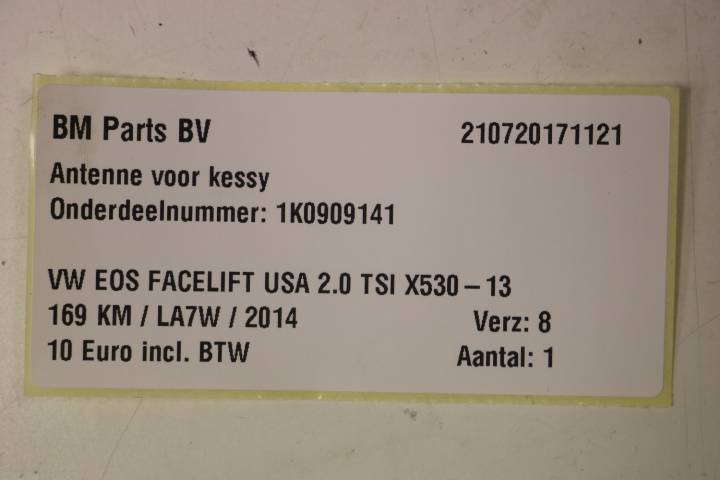 BM Parts BV 210720171121
Antenne voor kessy
Onderdeelnummer: 1K0909141
VW EOS FACELIFT USA 2.0 TSI X530 – 13
169 KM / LA7W / 2014 Verz: 8
10 Euro incl. BTW Aantal: 1